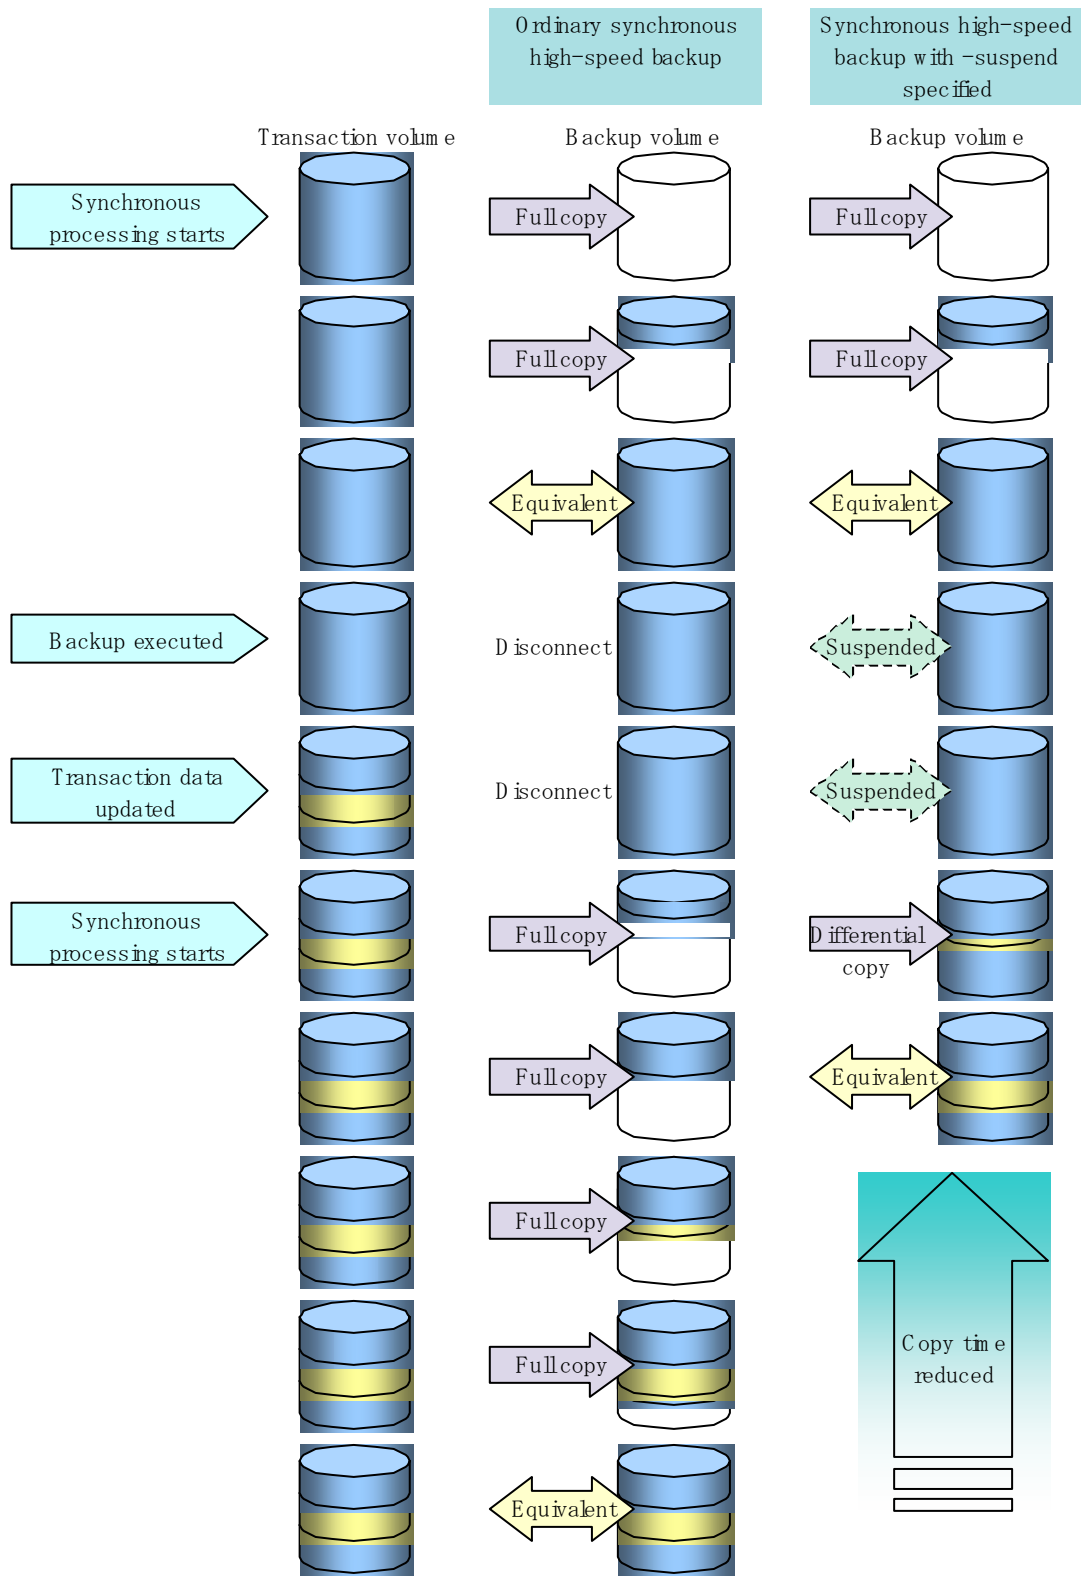 Ordinary synchronous
high-speed backup
Synchronous high-speed
backup with -suspend
specified
Transaction volume
Backup volume
Backup volume
Synchronous
processing starts
Full copy
Full copy
Full copy
Full copy
Equivalent
Equivalent
Backup executed
Disconnect
Suspended
Transaction data
updated
Disconnect
Suspended
Synchronous
processing starts
Full copy
Differential
copy
Full copy
Equivalent
Full copy
Copy time
reduced
Full copy
Equivalent